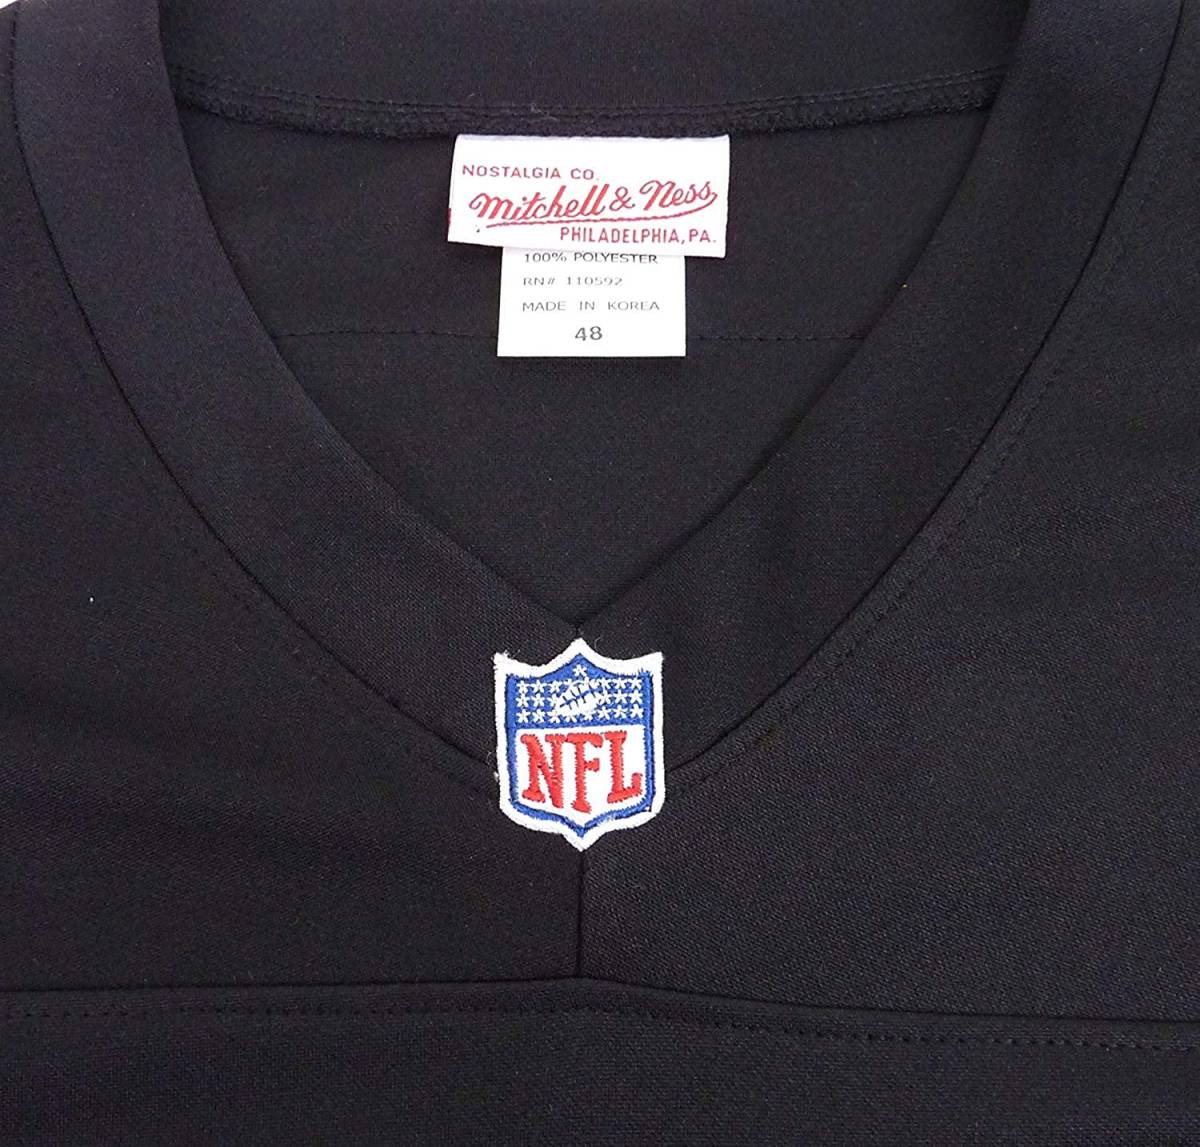 NOSTALGIA CO.
Mitchell & Ness
PHILADELPHIA, PA.
100% POLYESTER
RN# 110592
MADE IN KOREA
48
NFL